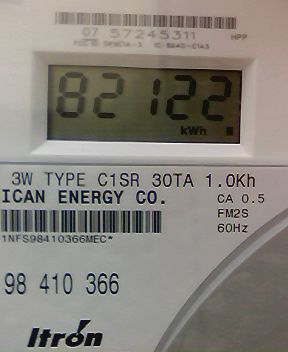 07 57245311 HPP
82122
kWh
3W TYPE C1SR 30TA 1.0Kh
ICAN ENERGY CO. CA 0.5
FM2S
60Hz
1NFS98410366MEC*
98 410 366
Itron